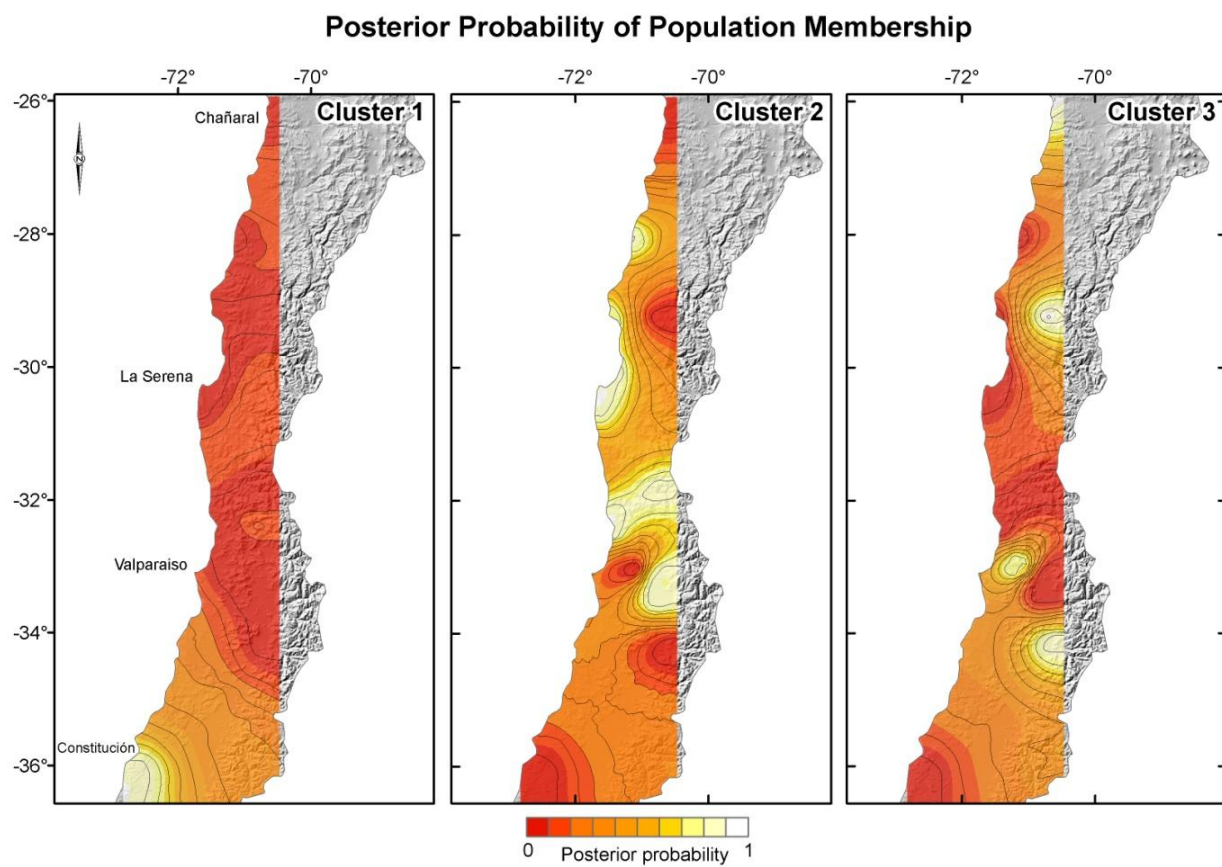 Posterior Probability of Population Membership
-72° -70° -72° -70° -72° -70°
-26°
Chañaral
Cluster 1
Cluster 2
Cluster 3
N
-28°
-30°
La Serena
-32°
Valparaiso
-34°
Constitución
-36°
0 1
Posterior probability